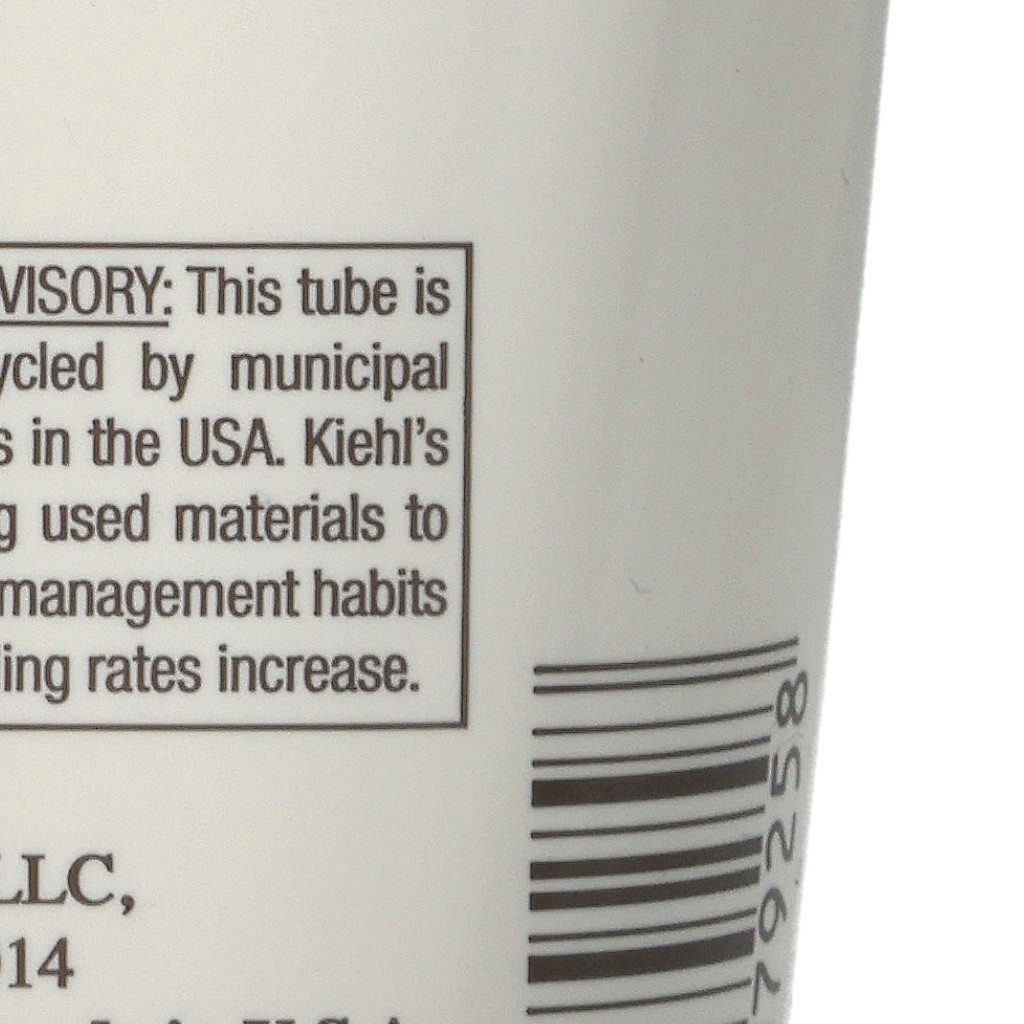 VISORY: This tube is
ycled by municipal
s in the USA. Kiehl's
g used materials to
management habits
ling rates increase.
LLC,
014
79258